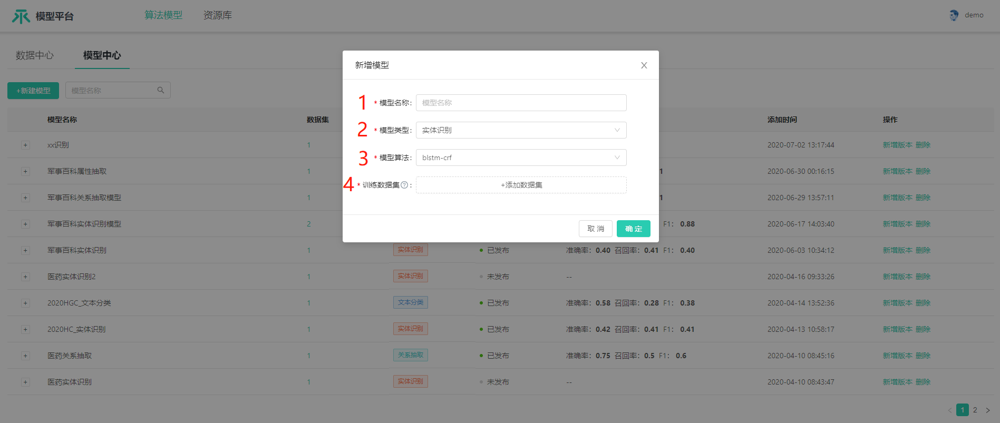 模型平台 算法模型 资源库 demo
数据中心 模型中心
新增模型 X
+新建模型 模型名称
1 * 模型名称: 模型名称
2 * 模型类型: 实体识别
3 * 模型算法: blstm-crf
4 * 训练数据集? : +添加数据集
取 消 确 定
模型名称 数据集 添加时间 操作
+ xx识别 1 2020-07-02 13:17:44 新增版本 删除
+ 军事百科属性抽取 1 1 2020-06-30 00:16:15 新增版本 删除
+ 军事百科关系抽取模型 1 1 2020-06-29 13:57:11 新增版本 删除
+ 军事百科实体识别模型 2 F1: 0.88 2020-06-17 14:03:40 新增版本 删除
+ 军事百科实体识别 1 实体识别 已发布 准确率: 0.40 召回率: 0.41 F1: 0.40 2020-06-03 10:34:12 新增版本 删除
+ 医药实体识别2 1 实体识别 未发布 -- 2020-04-16 09:33:26 新增版本 删除
+ 2020HGC_文本分类 1 文本分类 已发布 准确率: 0.58 召回率: 0.28 F1: 0.38 2020-04-14 13:52:36 新增版本 删除
+ 2020HC_实体识别 1 实体识别 已发布 准确率: 0.42 召回率: 0.41 F1: 0.41 2020-04-13 10:58:17 新增版本 删除
+ 医药关系抽取 1 关系抽取 已发布 准确率: 0.75 召回率: 0.5 F1: 0.6 2020-04-10 08:45:16 新增版本 删除
+ 医药实体识别 1 实体识别 未发布 -- 2020-04-10 08:43:47 新增版本 删除
< 1 2 >